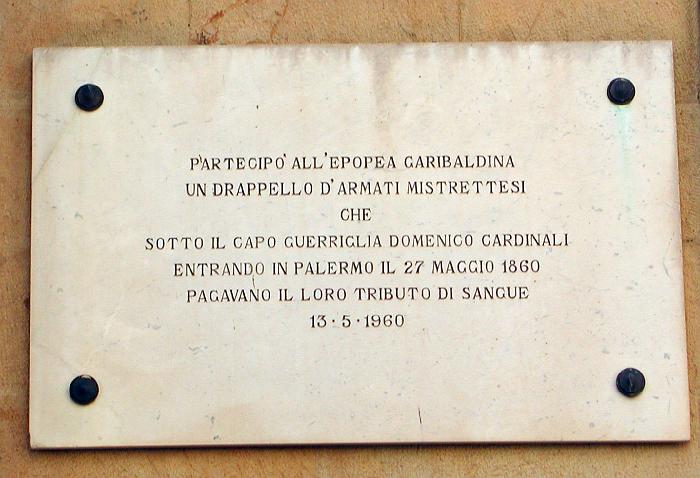 PARTECIPO' ALL'EPOPEA GARIBALDINA
UN DRAPPELLO D'ARMATI MISTRETTESI
CHE
SOTTO IL CAPO GUERRIGLIA DOMENICO CARDINALI
ENTRANDO IN PALERMO IL 27 MAGGIO 1860
PAGAVANO IL LORO TRIBUTO DI SANGUE
13·5·1960